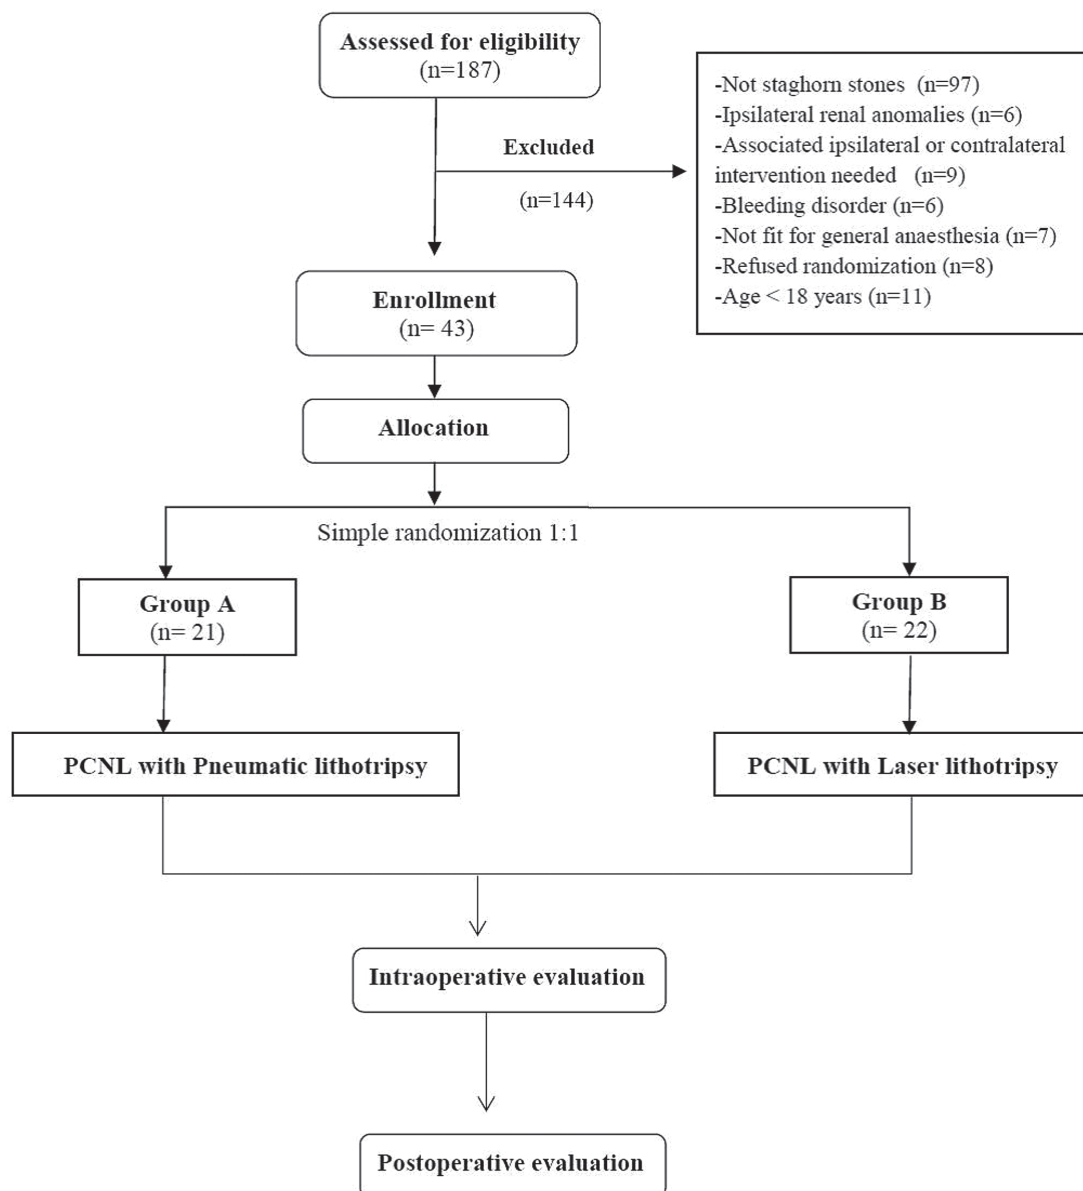 Assessed for eligibility
(n=187)
Excluded
(n=144)
-Not staghorn stones (n=97)
-Ipsilateral renal anomalies (n=6)
-Associated ipsilateral or contralateral
intervention needed (n=9)
-Bleeding disorder (n=6)
-Not fit for general anaesthesia (n=7)
-Refused randomization (n=8)
-Age < 18 years (n=11)
Enrollment
(n= 43)
Allocation
Simple randomization 1:1
Group A
(n= 21)
Group B
(n= 22)
PCNL with Pneumatic lithotripsy
PCNL with Laser lithotripsy
Intraoperative evaluation
Postoperative evaluation